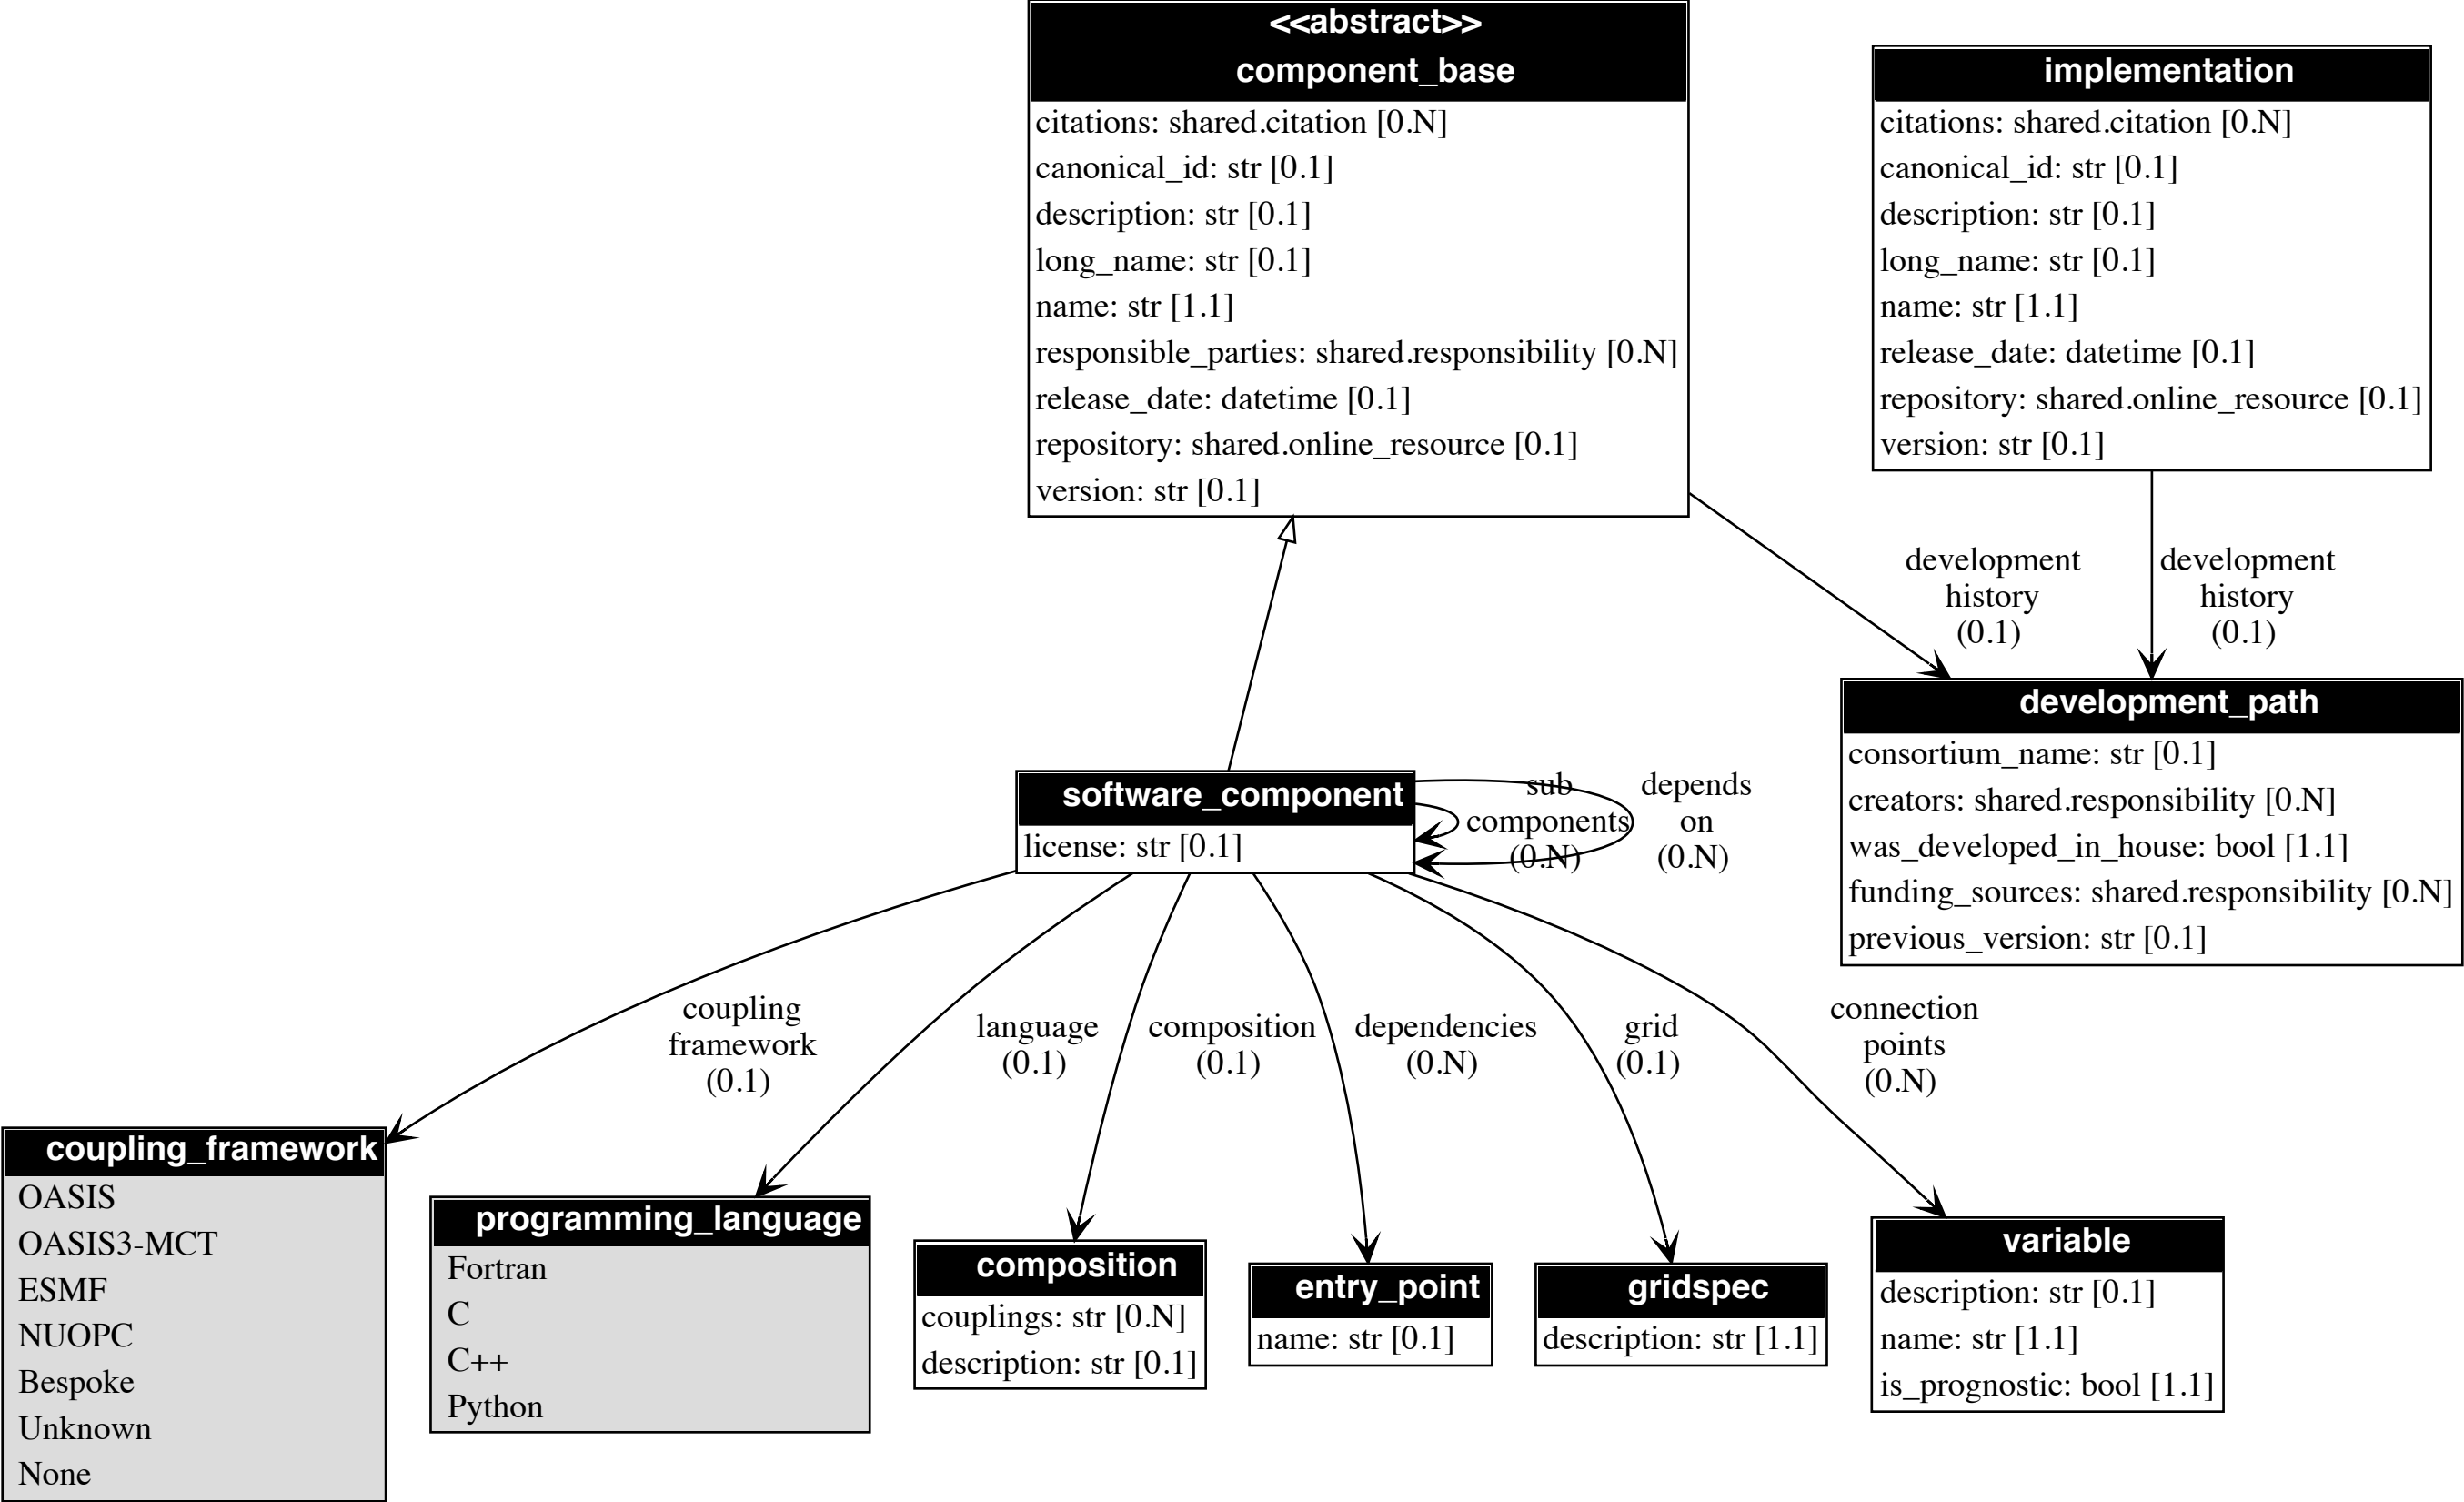 <<abstract>>
component_base
citations: shared.citation [0.N]
canonical_id: str [0.1]
description: str [0.1]
long_name: str [0.1]
name: str [1.1]
responsible_parties: shared.responsibility [0.N]
release_date: datetime [0.1]
repository: shared.online_resource [0.1]
version: str [0.1]
implementation
citations: shared.citation [0.N]
canonical_id: str [0.1]
description: str [0.1]
long_name: str [0.1]
name: str [1.1]
release_date: datetime [0.1]
repository: shared.online_resource [0.1]
version: str [0.1]
development
history
(0.1)
development
history
(0.1)
development_path
consortium_name: str [0.1]
creators: shared.responsibility [0.N]
was_developed_in_house: bool [1.1]
funding_sources: shared.responsibility [0.N]
previous_version: str [0.1]
software_component
license: str [0.1]
sub
components
(0.N)
depends
on
(0.N)
coupling
framework
(0.1)
language
(0.1)
composition
(0.1)
dependencies
(0.N)
grid
(0.1)
connection
points
(0.N)
coupling_framework
OASIS
OASIS3-MCT
ESMF
NUOPC
Bespoke
Unknown
None
programming_language
Fortran
C
C++
Python
composition
couplings: str [0.N]
description: str [0.1]
entry_point
name: str [0.1]
gridspec
description: str [1.1]
variable
description: str [0.1]
name: str [1.1]
is_prognostic: bool [1.1]